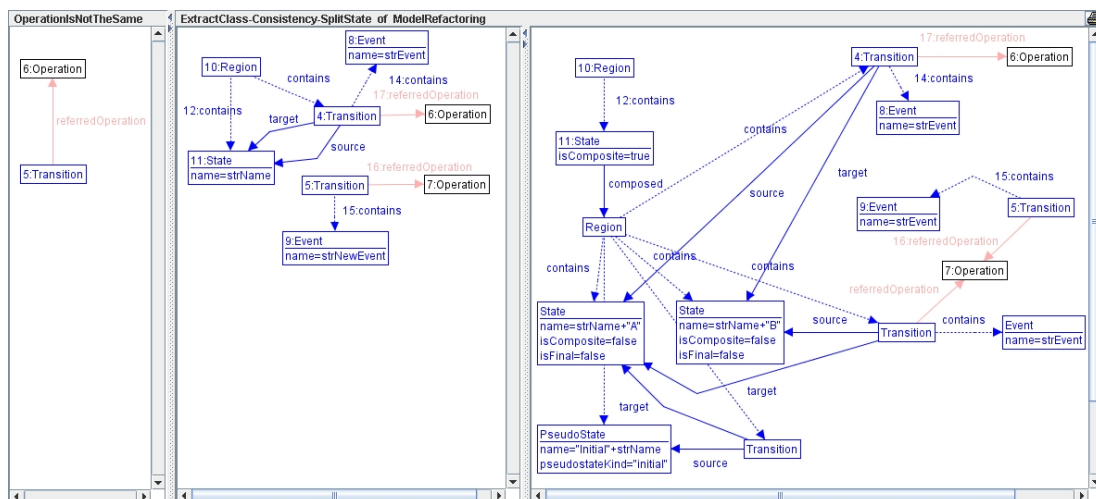 OperationIsNotTheSame
ExtractClass-Consistency-SplitState of ModelRefactoring
6:Operation
referredOperation
5:Transition
8:Event
name=strEvent
10:Region
contains
14:contains
17:referredOperation
12:contains
4:Transition
6:Operation
target
source
11:State
name=strName
16:referredOperation
5:Transition
7:Operation
15:contains
9:Event
name=strNewEvent
17:referredOperation
4:Transition
6:Operation
10:Region
14:contains
12:contains
8:Event
name=strEvent
contains
11:State
isComposite=true
composed
source
target
15:contains
9:Event
name=strEvent
5:Transition
Region
16:referredOperation
contains
contains
contains
7:Operation
referredOperation
State
name=strName+"A"
isComposite=false
isFinal=false
State
name=strName+"B"
isComposite=false
isFinal=false
source
Transition
contains
Event
name=strEvent
target
target
PseudoState
name="Initial"+strName
pseudostateKind="initial"
source
Transition